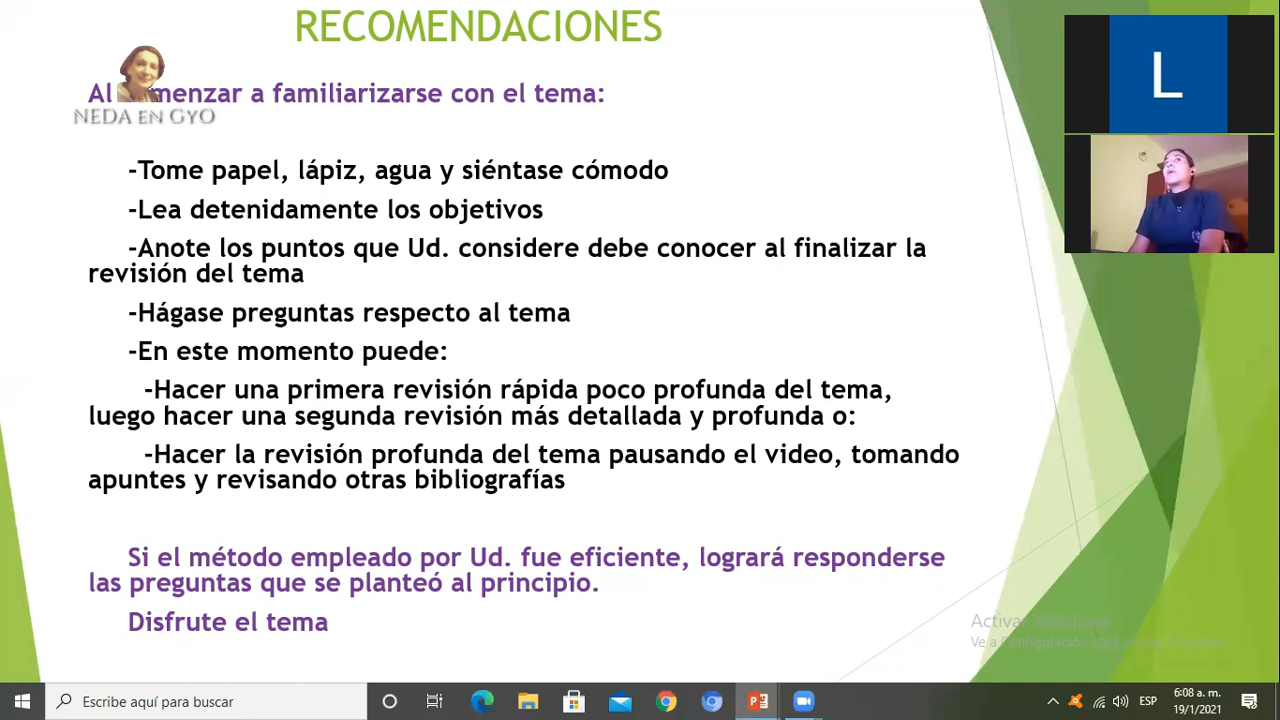 RECOMENDACIONES
Al menzar a familiarizarse con el tema:
NEDA EN GYO
-Tome papel, lápiz, agua y siéntase cómodo
-Lea detenidamente los objetivos
-Anote los puntos que Ud. considere debe conocer al finalizar la
revisión del tema
-Hágase preguntas respecto al tema
-En este momento puede:
-Hacer una primera revisión rápida poco profunda del tema,
luego hacer una segunda revisión más detallada y profunda o:
-Hacer la revisión profunda del tema pausando el video, tomando
apuntes y revisando otras bibliografías
Si el método empleado por Ud. fue eficiente, logrará responderse
las preguntas que se planteó al principio.
Disfrute el tema
L
Activar
Ve a Configuración para
Escribe aquí para buscar
ESP
6:08 a. m.
19/1/2021